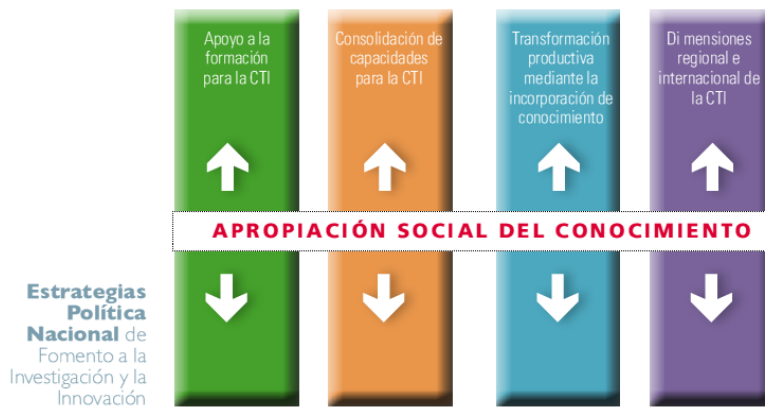 Apoyo a la
formación
para la CTI
Consolidación de
capacidades
para la CTI
Transformación
productiva
mediante la
incorporación de
conocimiento
Di mensiones
regional e
internacional de
la CTI
APROPIACIÓN SOCIAL DEL CONOCIMIENTO
Estrategias
Política
Nacional de
Fomento a la
Investigación y la
Innovación